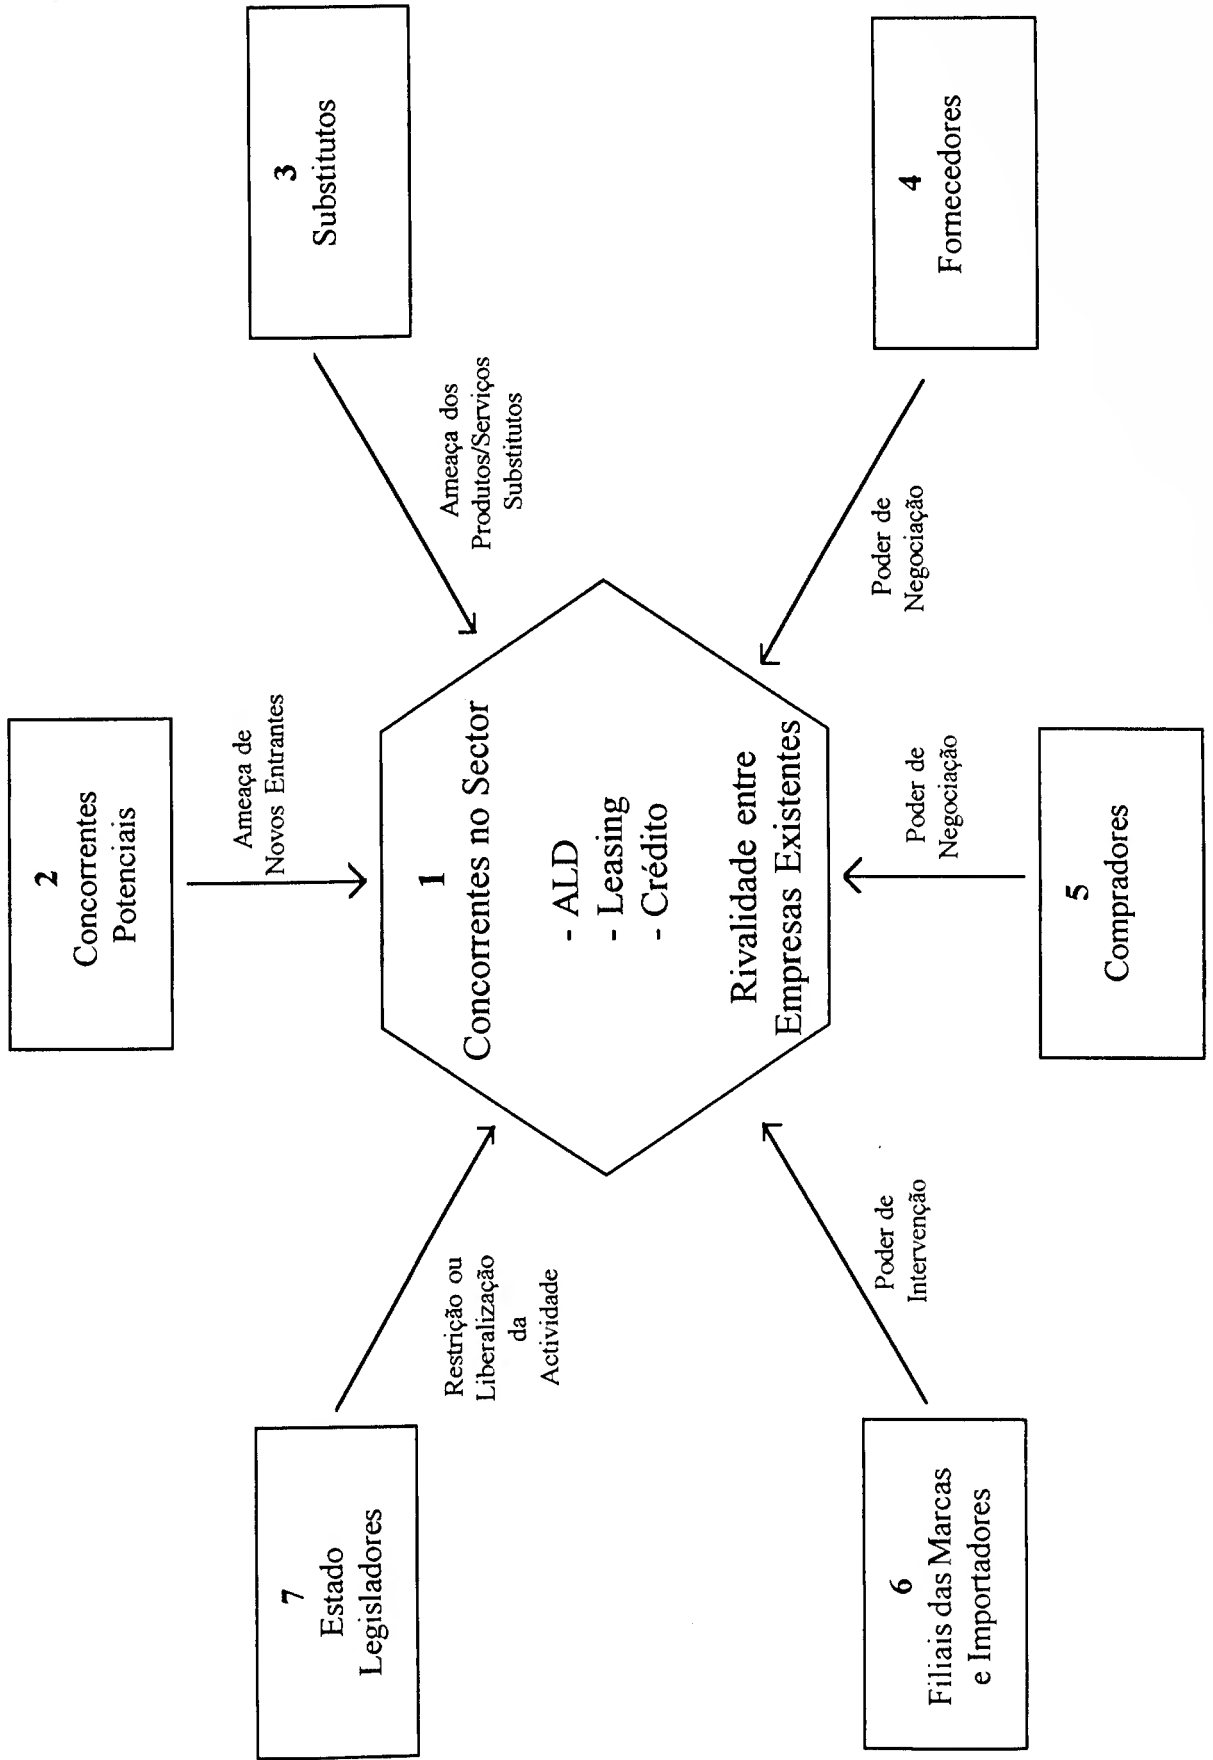 2
Concorrentes
Potenciais
Ameaça de
Novos Entrantes
7
Estado
Legisladores
Restrição ou
Liberalização
da
Actividade
3
Substitutos
Ameaça dos
Produtos/Serviços
Substitutos
1
Concorrentes no Sector
- ALD
- Leasing
- Crédito
Rivalidade entre
Empresas Existentes
6
Filiais das Marcas
e Importadores
Poder de
Intervenção
Poder de
Negociação
5
Compradores
Poder de
Negociação
4
Fornecedores